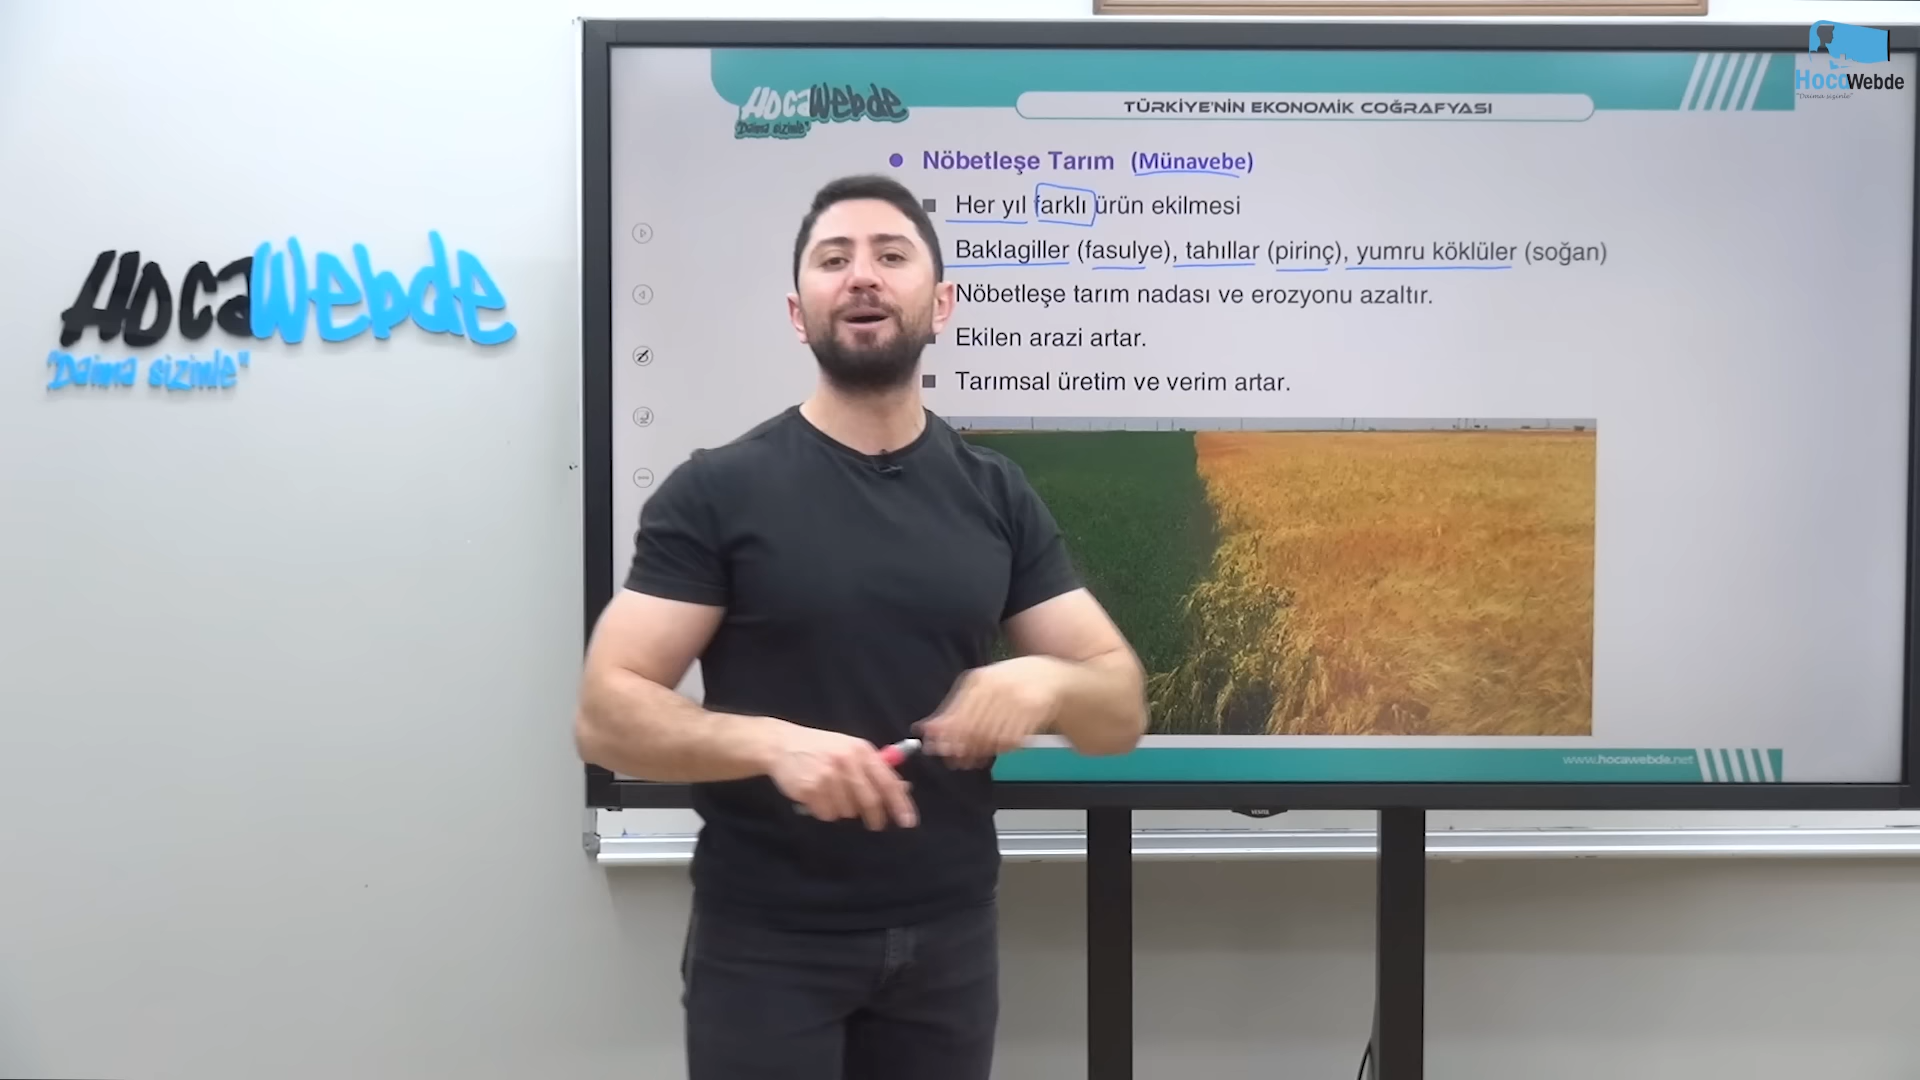 HocaWebde
"Daima sizinle"
HocaWebde
"Daima sizinle"
TÜRKİYE'NİN EKONOMİK COĞRAFYASI
HocaWebde
"Daima sizinle"
Nöbetleşe Tarım (Münavebe)
Her yıl farklı ürün ekilmesi
Baklagiller (fasulye), tahıllar (pirinç), yumru köklüler (soğan)
Nöbetleşe tarım nadası ve erozyonu azaltır.
Ekilen arazi artar.
Tarımsal üretim ve verim artar.
www.hocawebde.net